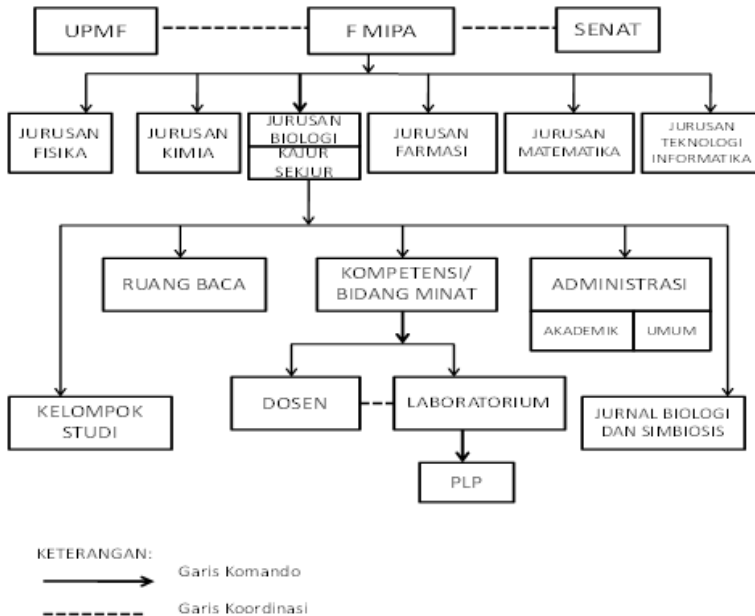 UPMF
F MIPA
SENAT
JURUSAN
FISIKA
JURUSAN
KIMIA
JURUSAN
BIOLOGI
KAJUR
SEKJUR
JURUSAN
FARMASI
JURUSAN
MATEMATIKA
JURUSAN
TEKNOLOGI
INFORMATIKA
RUANG BACA
KOMPETENSI/
BIDANG MINAT
ADMINISTRASI
AKADEMIK
UMUM
KELOMPOK
STUDI
DOSEN
LABORATORIUM
JURNAL BIOLOGI
DAN SIMBIOSIS
PLP
KETERANGAN:
Garis Komando
Garis Koordinasi